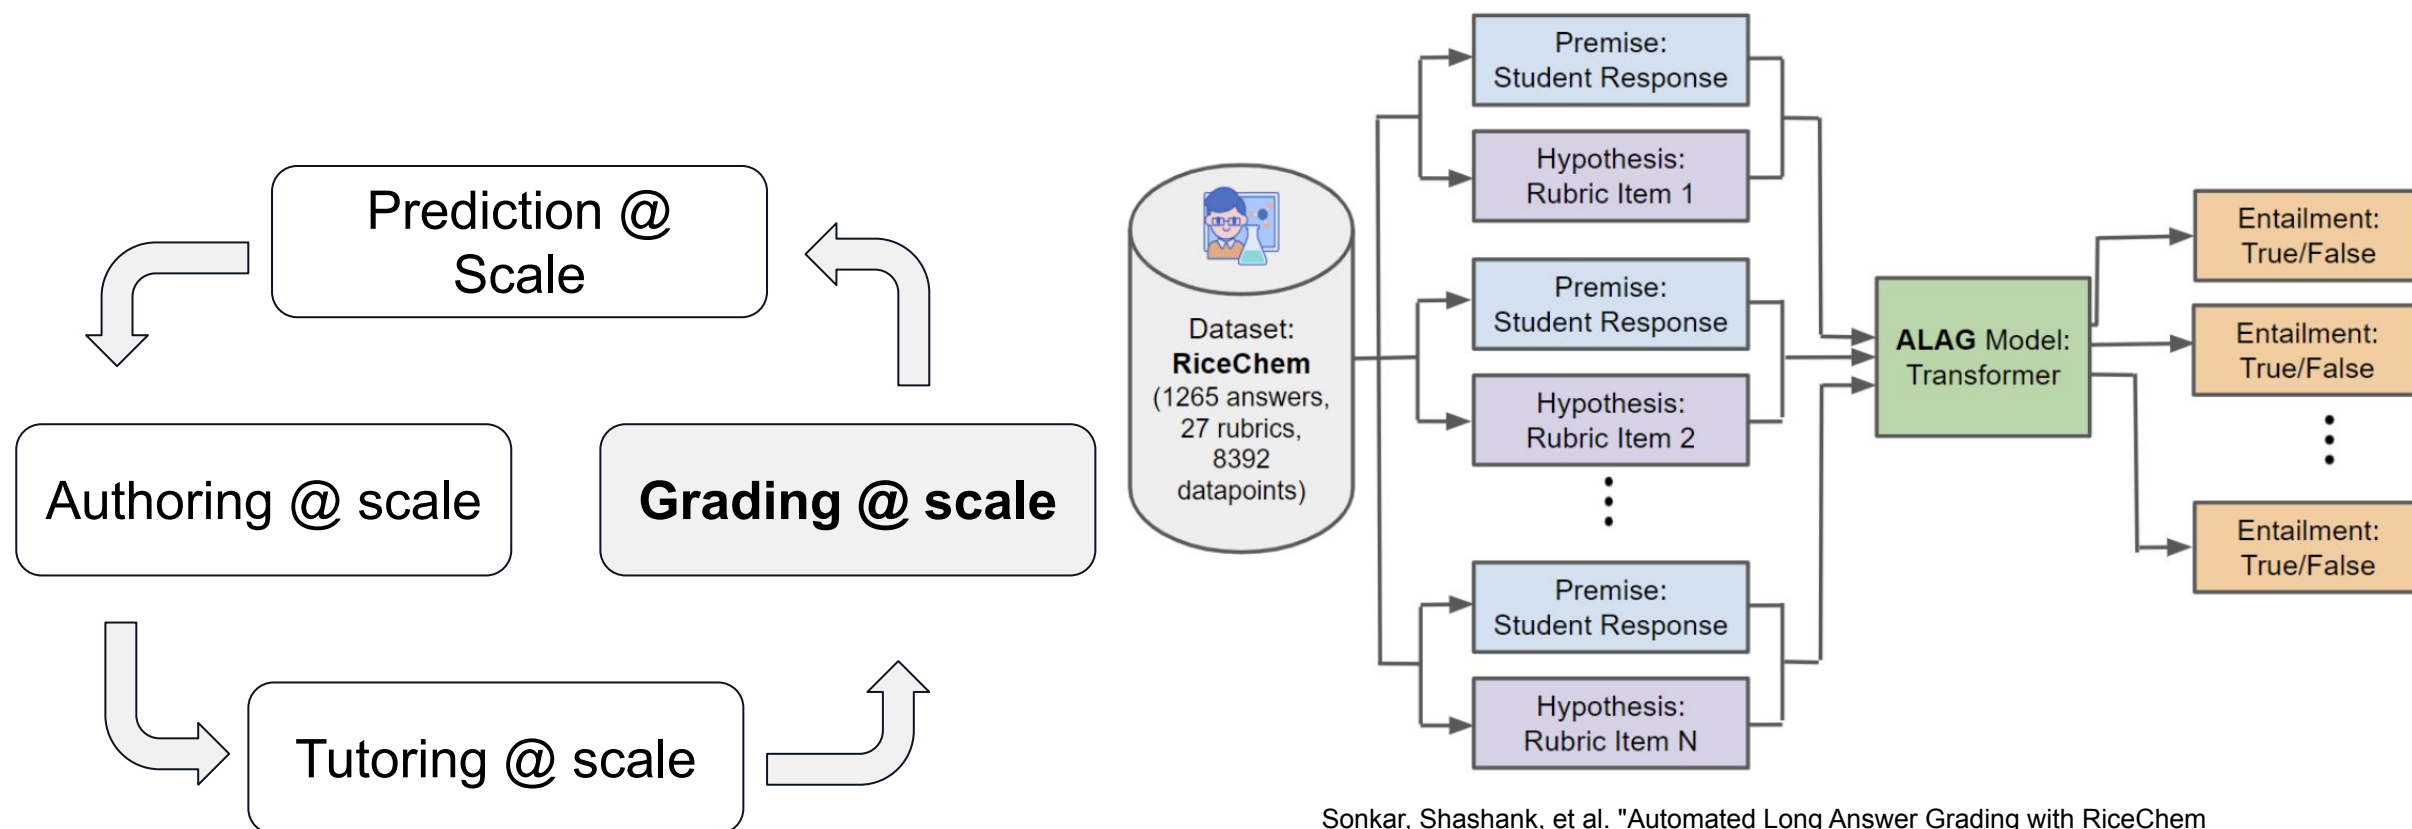 Prediction @
Scale
Authoring @ scale
Grading @ scale
Tutoring @ scale
Dataset:
RiceChem
(1265 answers,
27 rubrics,
8392
datapoints)
Premise:
Student Response
Hypothesis:
Rubric Item 1
Premise:
Student Response
Hypothesis:
Rubric Item 2
Premise:
Student Response
Hypothesis:
Rubric Item N
ALAG Model:
Transformer
Entailment:
True/False
Entailment:
True/False
Entailment:
True/False
Sonkar, Shashank, et al. "Automated Long Answer Grading with RiceChem